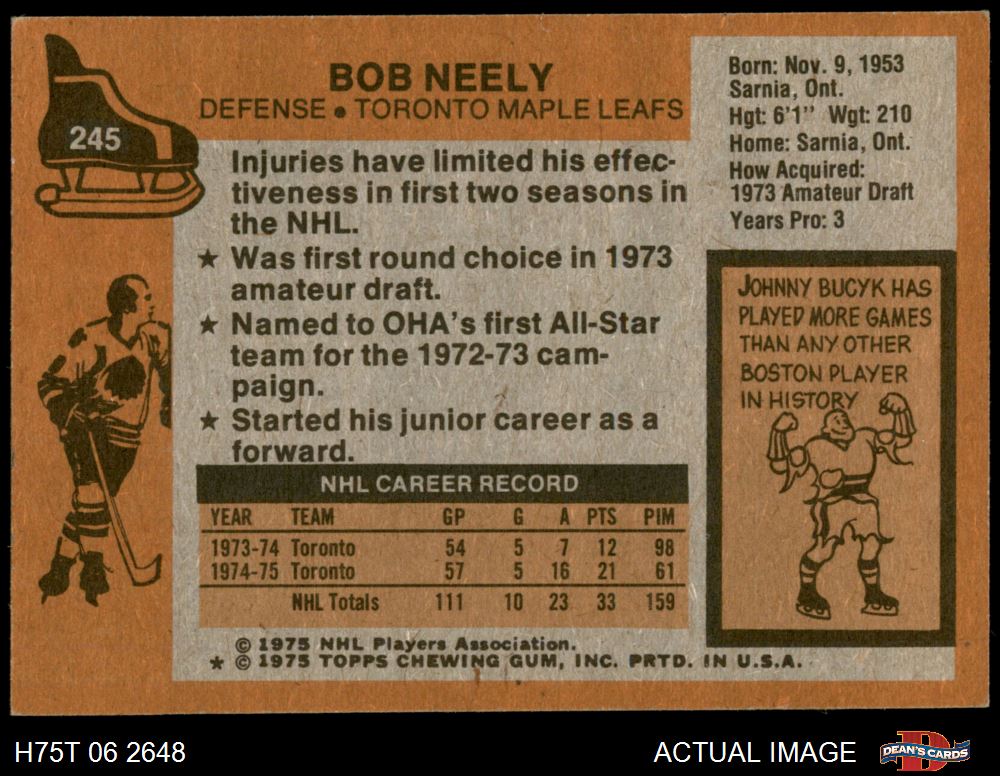 245
BOB NEELY
DEFENSE • TORONTO MAPLE LEAFS
Injuries have limited his effec-
tiveness in first two seasons in
the NHL.
★ Was first round choice in 1973
amateur draft.
★ Named to OHA's first All-Star
team for the 1972-73 cam-
paign.
★ Started his junior career as a
forward.
Born: Nov. 9, 1953
Sarnia, Ont.
Hgt: 6'1" Wgt: 210
Home: Sarnia, Ont.
How Acquired:
1973 Amateur Draft
Years Pro: 3
JOHNNY BUCYK HAS
PLAYED MORE GAMES
THAN ANY OTHER
BOSTON PLAYER
IN HISTORY
NHL CAREER RECORD
YEAR TEAM GP G A PTS PIM
1973-74 Toronto 54 5 7 12 98
1974-75 Toronto 57 5 16 21 61
NHL Totals 111 10 23 33 159
© 1975 NHL Players Association.
★ © 1975 TOPPS CHEWING GUM, INC. PRTD. IN U.S.A.
H75T 06 2648
ACTUAL IMAGE
D
DEAN'S CARDS